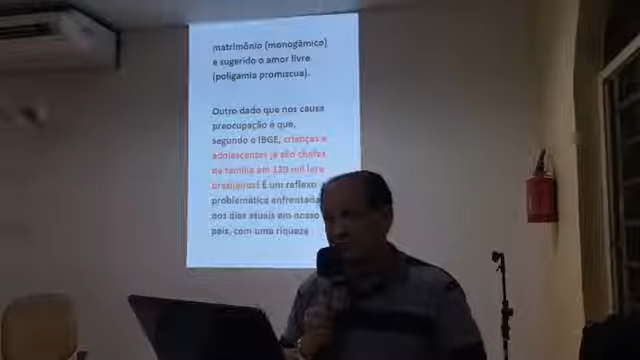 matrimônio (monogâmico)
e sugerido o amor livre
(poligamia promíscua).
Outro dado que nos causa
preocupação é que,
segundo o IBGE, crianças e
adolescentes já são chefes
de família em 130 mil lare
brasileiros! É um reflexo
problemática enfrentada
nos dias atuais em nosso
país, com uma riqueza